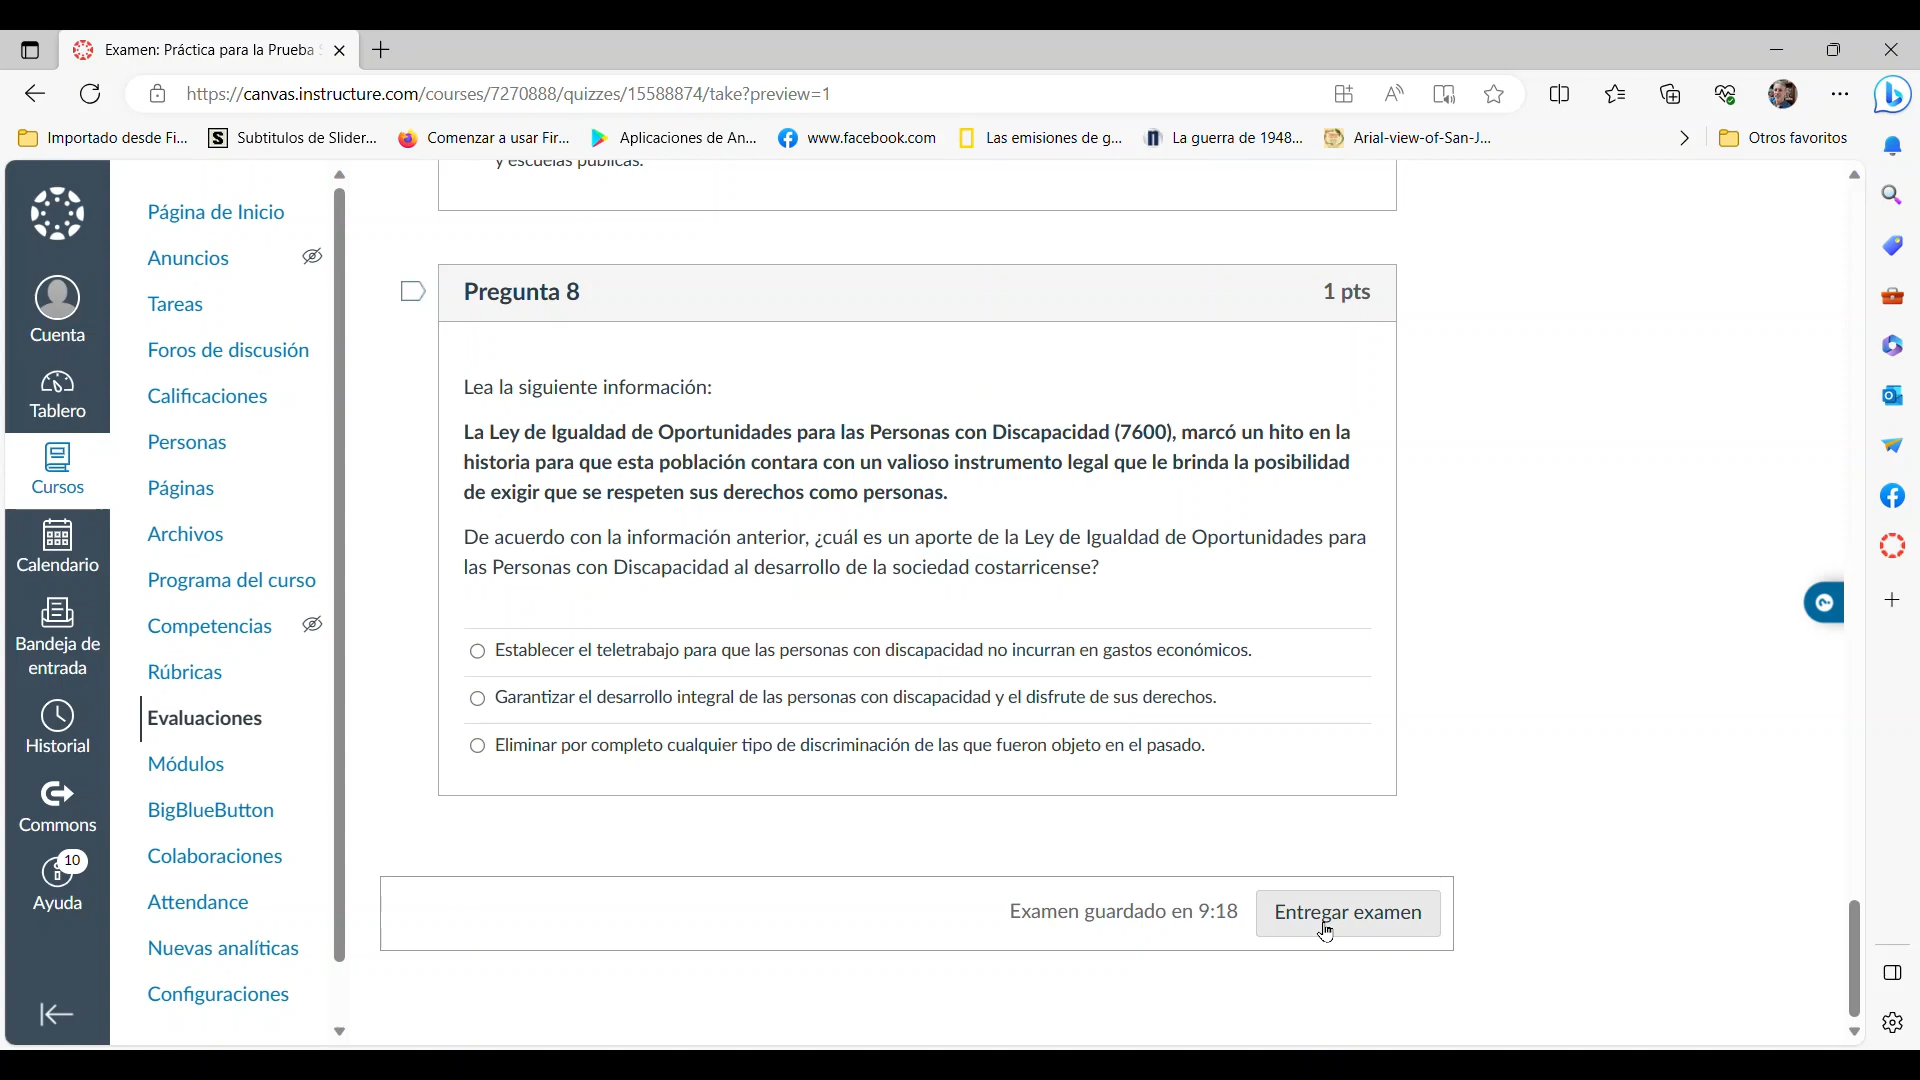 Examen: Práctica para la Prueba
https://canvas.instructure.com/courses/7270888/quizzes/15588874/take?preview=1
Importado desde Fi...
Subtitulos de Slider...
Comenzar a usar Fir...
Aplicaciones de An...
www.facebook.com
Las emisiones de g...
La guerra de 1948...
Arial-view-of-San-J...
Otros favoritos
Cuenta
Tablero
Cursos
Calendario
Bandeja de
entrada
Historial
Commons
10
Ayuda
Página de Inicio
Anuncios
Tareas
Foros de discusión
Calificaciones
Personas
Páginas
Archivos
Programa del curso
Competencias
Rúbricas
Evaluaciones
Módulos
BigBlueButton
Colaboraciones
Attendance
Nuevas analíticas
Configuraciones
y escuelas públicas.
Pregunta 8
1 pts
Lea la siguiente información:
La Ley de Igualdad de Oportunidades para las Personas con Discapacidad (7600), marcó un hito en la
historia para que esta población contara con un valioso instrumento legal que le brinda la posibilidad
de exigir que se respeten sus derechos como personas.
De acuerdo con la información anterior, ¿cuál es un aporte de la Ley de Igualdad de Oportunidades para
las Personas con Discapacidad al desarrollo de la sociedad costarricense?
Establecer el teletrabajo para que las personas con discapacidad no incurran en gastos económicos.
Garantizar el desarrollo integral de las personas con discapacidad y el disfrute de sus derechos.
Eliminar por completo cualquier tipo de discriminación de las que fueron objeto en el pasado.
Examen guardado en 9:18
Entregar examen